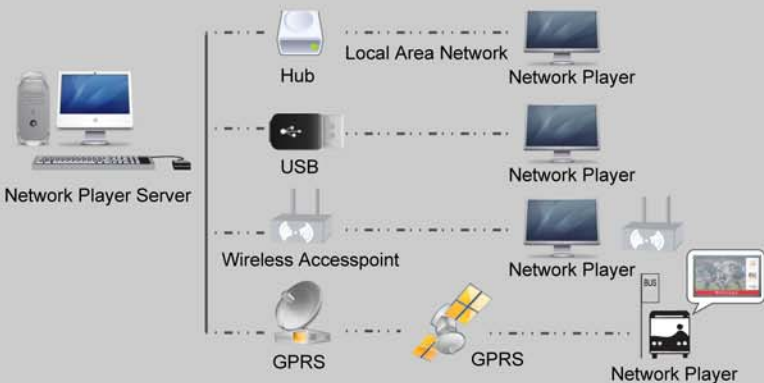 Hub
Local Area Network
Network Player
Network Player Server
USB
Network Player
Wireless Accesspoint
Network Player
BUS
GPRS
GPRS
Network Player